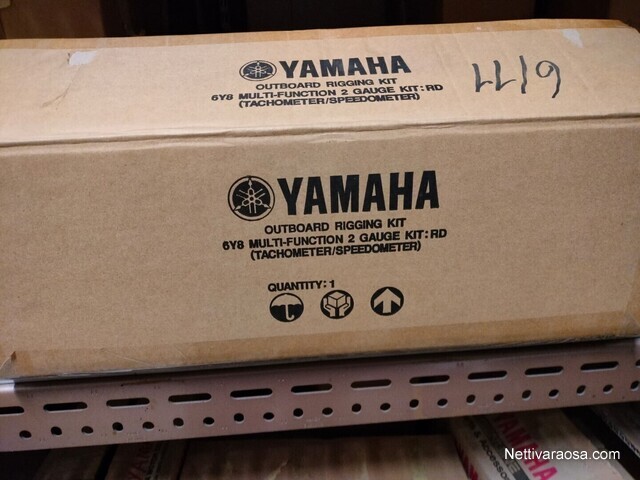 YAMAHA
OUTBOARD RIGGING KIT
6Y8 MULTI-FUNCTION 2 GAUGE KIT:RD
(TACHOMETER/SPEEDOMETER)
YAMAHA
OUTBOARD RIGGING KIT
6Y8 MULTI-FUNCTION 2 GAUGE KIT:RD
(TACHOMETER/SPEEDOMETER)
QUANTITY:1
YAMAHA
Nettivaraosa.com